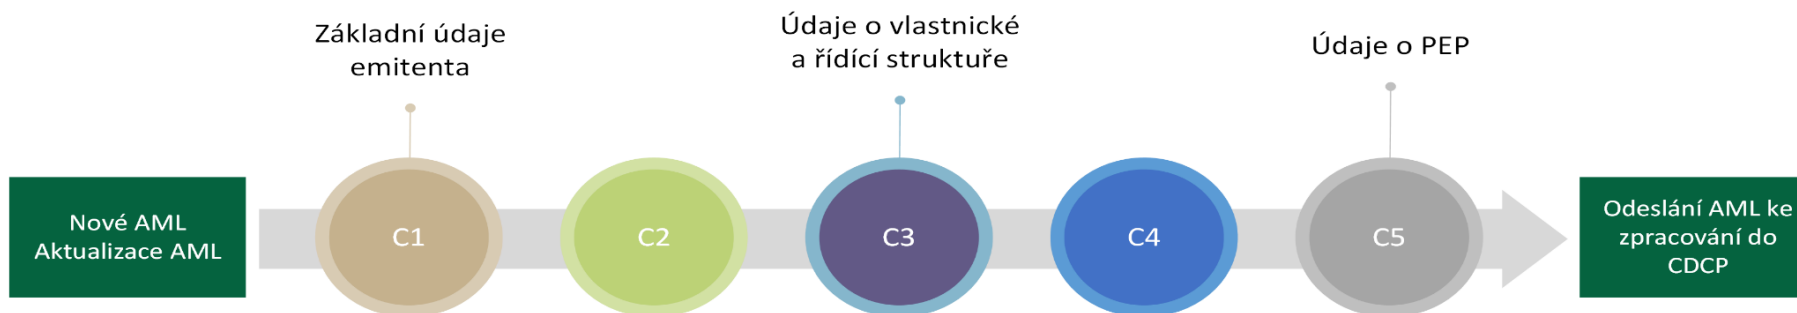 Základní údaje
emitenta
Údaje o vlastnické
a řídící struktuře
Údaje o PEP
Nové AML
Aktualizace AML
C1
C2
C3
C4
C5
Odeslání AML ke
zpracování do
CDCP